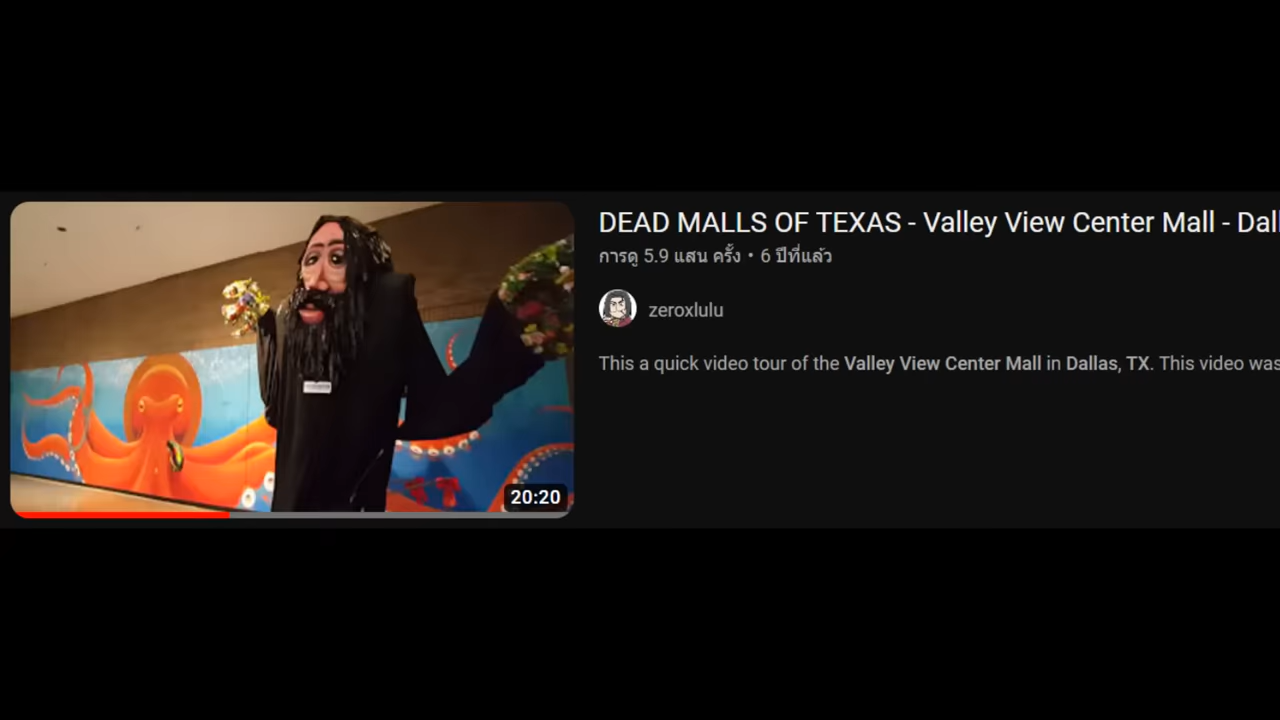 DEAD MALLS OF TEXAS - Valley View Center Mall - Dall
การดู 5.9 แสน ครั้ง • 6 ปีที่แล้ว
zeroxlulu
This a quick video tour of the Valley View Center Mall in Dallas, TX. This video was
20:20